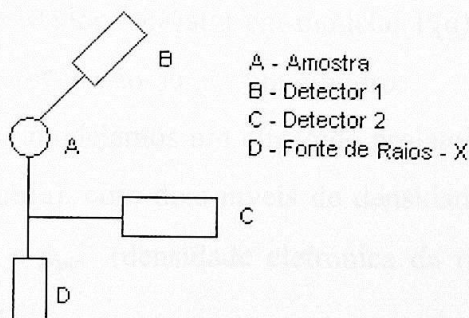 B
A
C
D
A - Amostra
B - Detector 1
C - Detector 2
D - Fonte de Raios - X